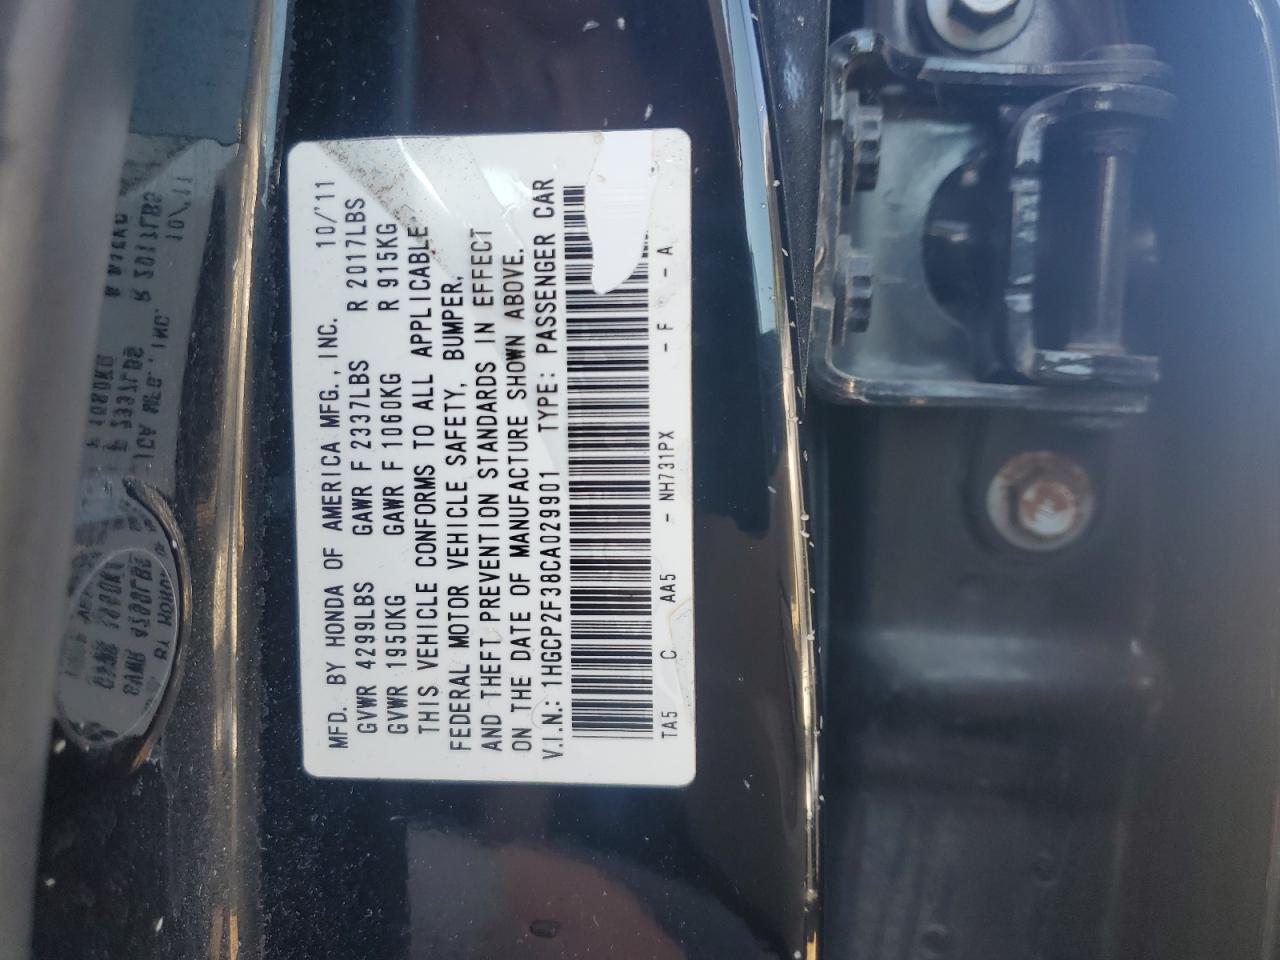 MFD. BY HONDA OF AMERICA MFG., INC. 10/'11
GVWR 4299LBS GAWR F 2337LBS R 2017LBS
GVWR 1950KG GAWR F 1060KG R 915KG
THIS VEHICLE CONFORMS TO ALL APPLICABLE
FEDERAL MOTOR VEHICLE SAFETY, BUMPER,
AND THEFT PREVENTION STANDARDS IN EFFECT
ON THE DATE OF MANUFACTURE SHOWN ABOVE.
V.I.N.: 1HGCP2F38CA029901 TYPE: PASSENGER CAR
TA5 C AA5 - NH731PX - F - A